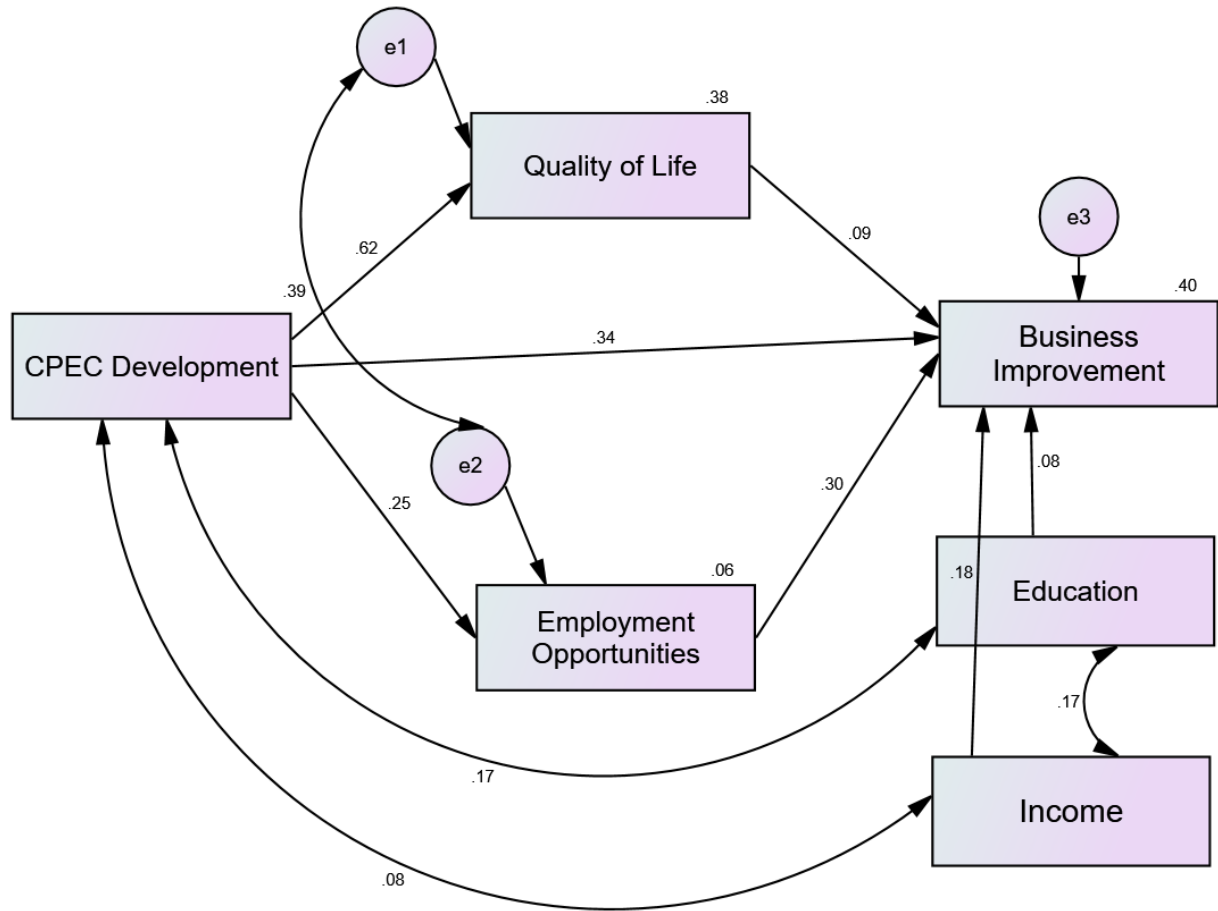 e1
.38
Quality of Life
e3
.09
.62
.39
.40
Business
Improvement
.34
CPEC Development
e2
.25
.30
.08
.06
.18
Education
Employment
Opportunities
.17
.17
Income
.08